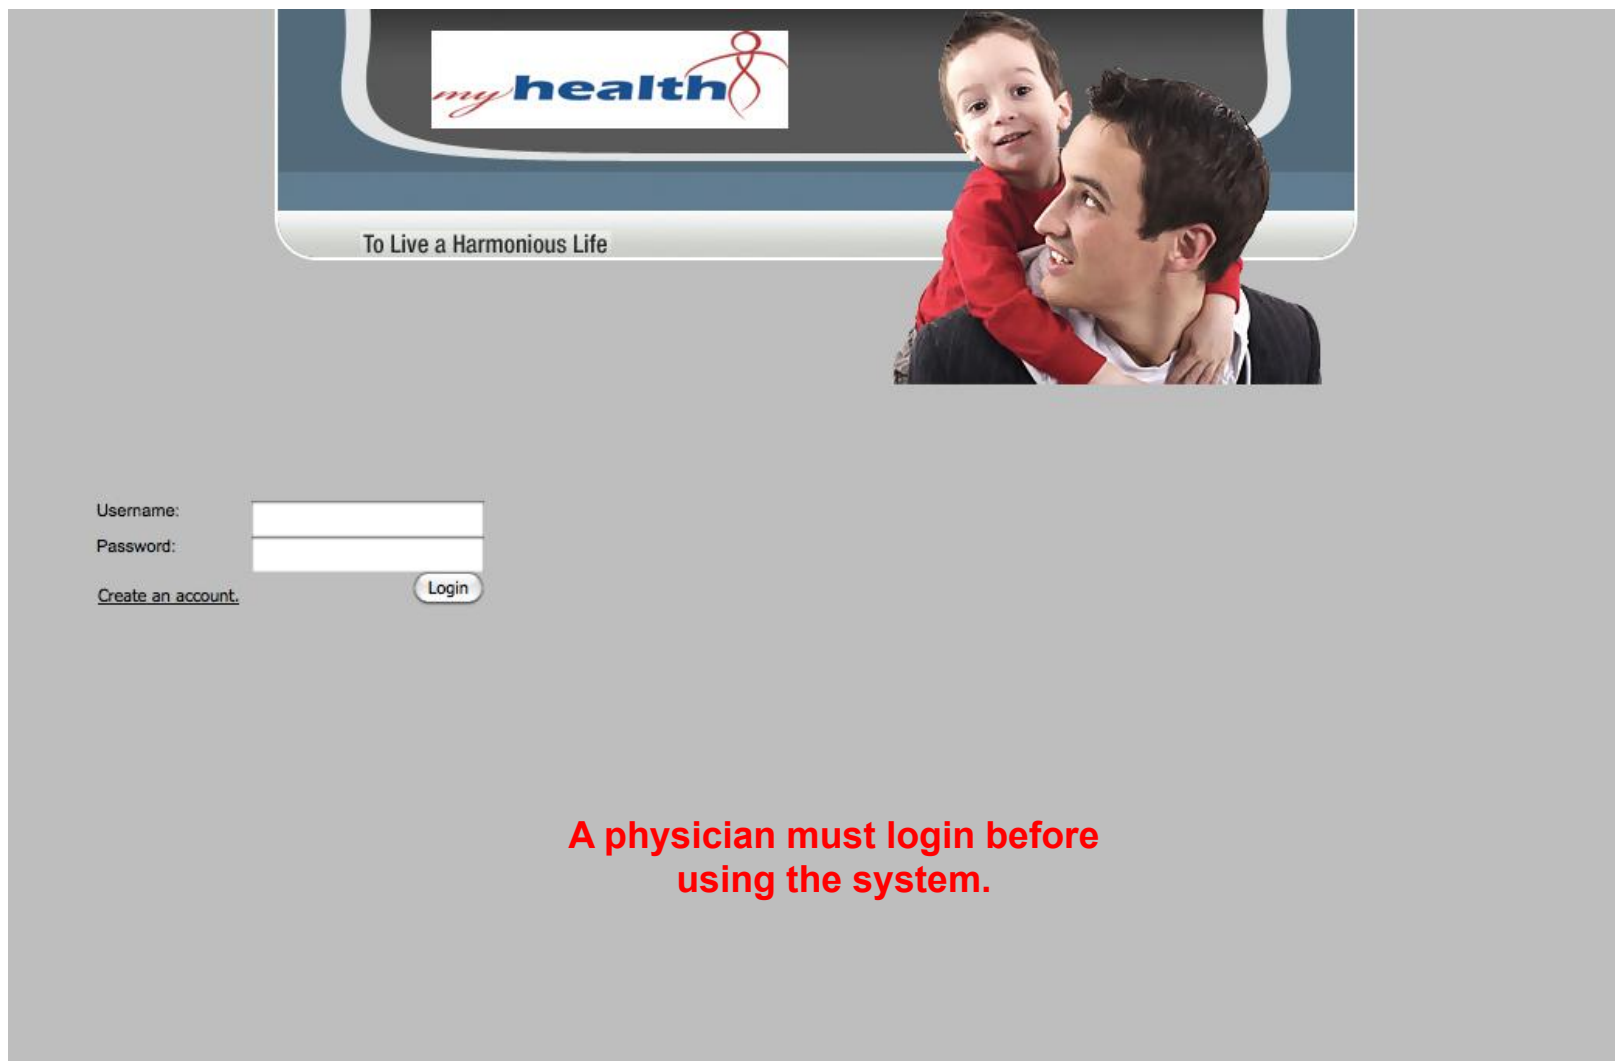 myhealth
To Live a Harmonious Life
Username:
Password:
Create an account.
Login
A physician must login before
using the system.